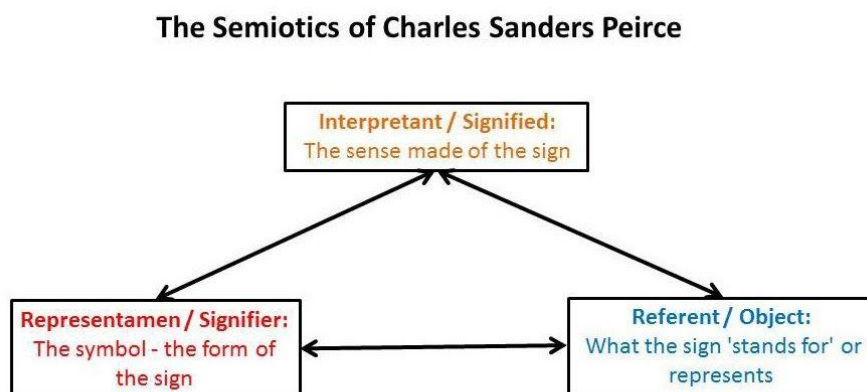 The Semiotics of Charles Sanders Peirce
Interpretant / Signified:
The sense made of the sign
Representamen / Signifier:
The symbol - the form of
the sign
Referent / Object:
What the sign 'stands for' or
represents